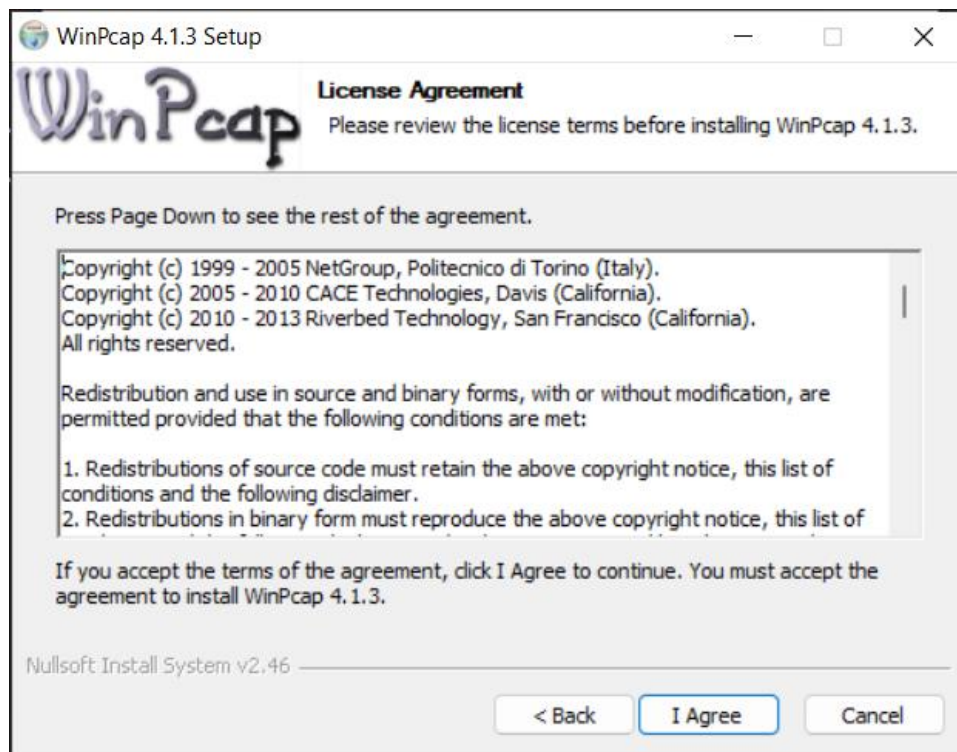 WinPcap 4.1.3 Setup
WinPcap
License Agreement
Please review the license terms before installing WinPcap 4.1.3.
Press Page Down to see the rest of the agreement.
Copyright (c) 1999 - 2005 NetGroup, Politecnico di Torino (Italy).
Copyright (c) 2005 - 2010 CACE Technologies, Davis (California).
Copyright (c) 2010 - 2013 Riverbed Technology, San Francisco (California).
All rights reserved.
Redistribution and use in source and binary forms, with or without modification, are
permitted provided that the following conditions are met:
1. Redistributions of source code must retain the above copyright notice, this list of
conditions and the following disclaimer.
2. Redistributions in binary form must reproduce the above copyright notice, this list of
If you accept the terms of the agreement, click I Agree to continue. You must accept the
agreement to install WinPcap 4.1.3.
Nullsoft Install System v2.46
< Back
I Agree
Cancel